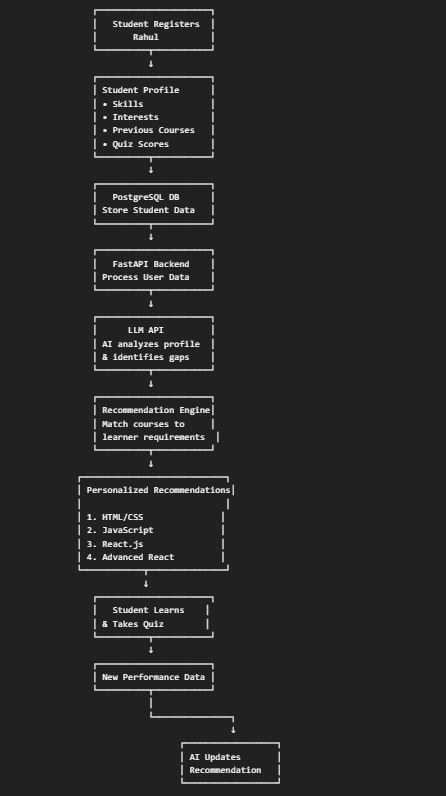 Student Registers
Rahul
↓
Student Profile
• Skills
• Interests
• Previous Courses
• Quiz Scores
↓
PostgreSQL DB
Store Student Data
↓
FastAPI Backend
Process User Data
↓
LLM API
AI analyzes profile
& identifies gaps
↓
Recommendation Engine
Match courses to
learner requirements
↓
Personalized Recommendations
1. HTML/CSS
2. JavaScript
3. React.js
4. Advanced React
↓
Student Learns
& Takes Quiz
↓
New Performance Data
↓
AI Updates
Recommendation